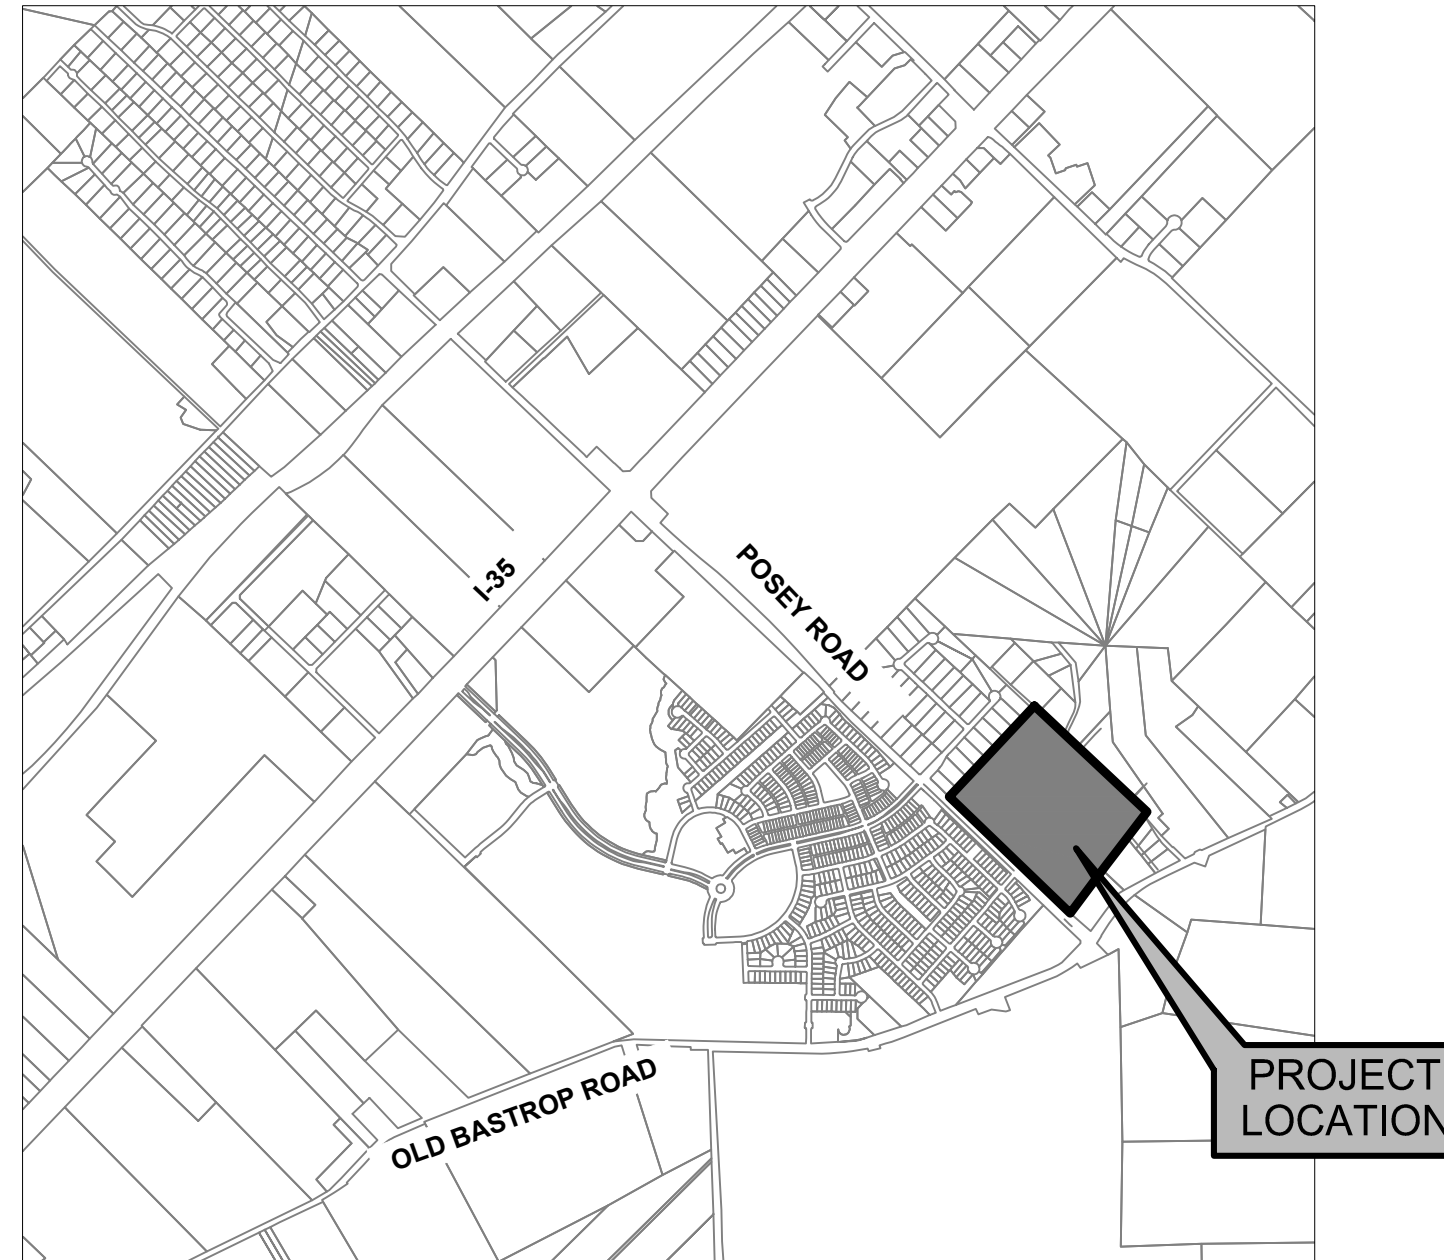 I-35
POSEY ROAD
OLD BASTROP ROAD
PROJECT
LOCATION